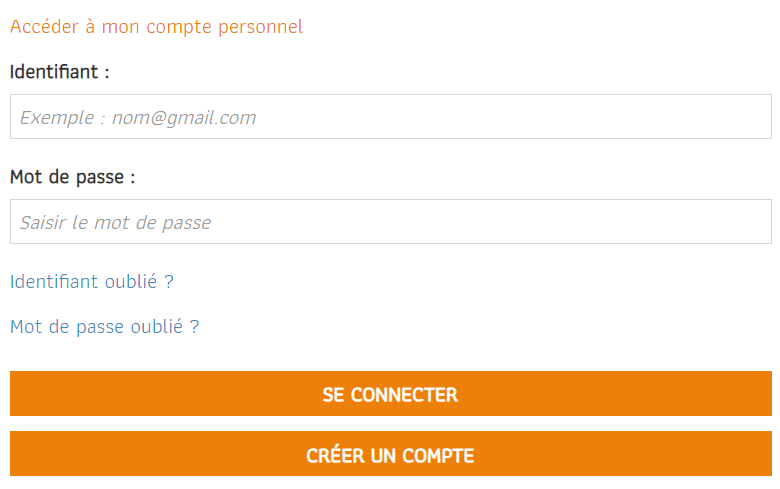 Accéder à mon compte personnel
Identifiant :
Exemple : nom@gmail.com
Mot de passe :
Saisir le mot de passe
Identifiant oublié ?
Mot de passe oublié ?
SE CONNECTER
CRÉER UN COMPTE